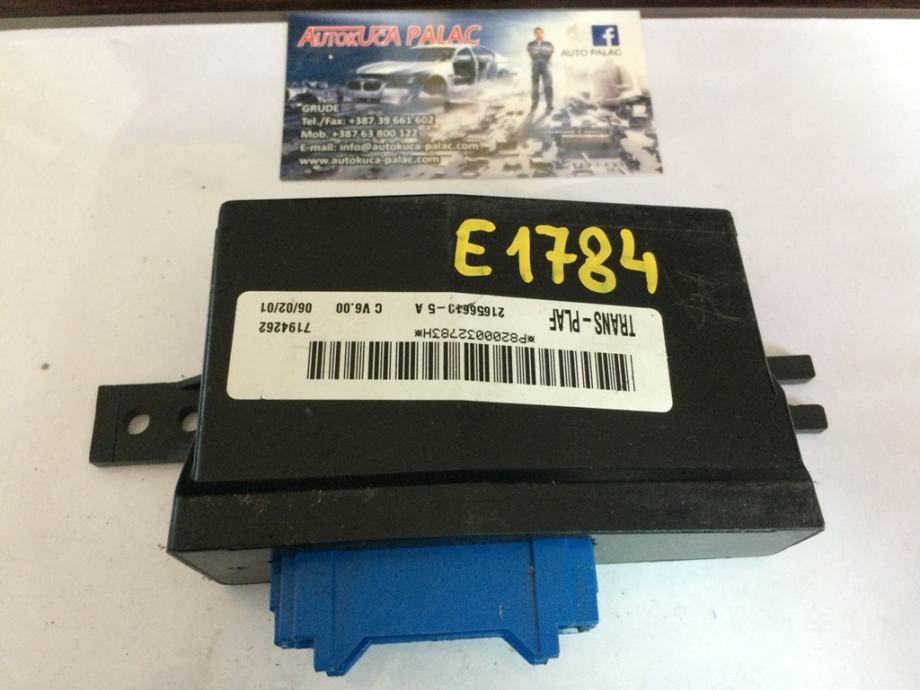 AUTOKUĆA PALAC
f
AUTO PALAC
GRUDE
Tel./Fax: +387 39 661 602
Mob. +387 63 800 122
E-mail: info@autokuca-palac.com
www.autokuca-palac.com
E1784
TRANS-PLAF
7194262
C V6.00
06/02/01
*P8200032783H*